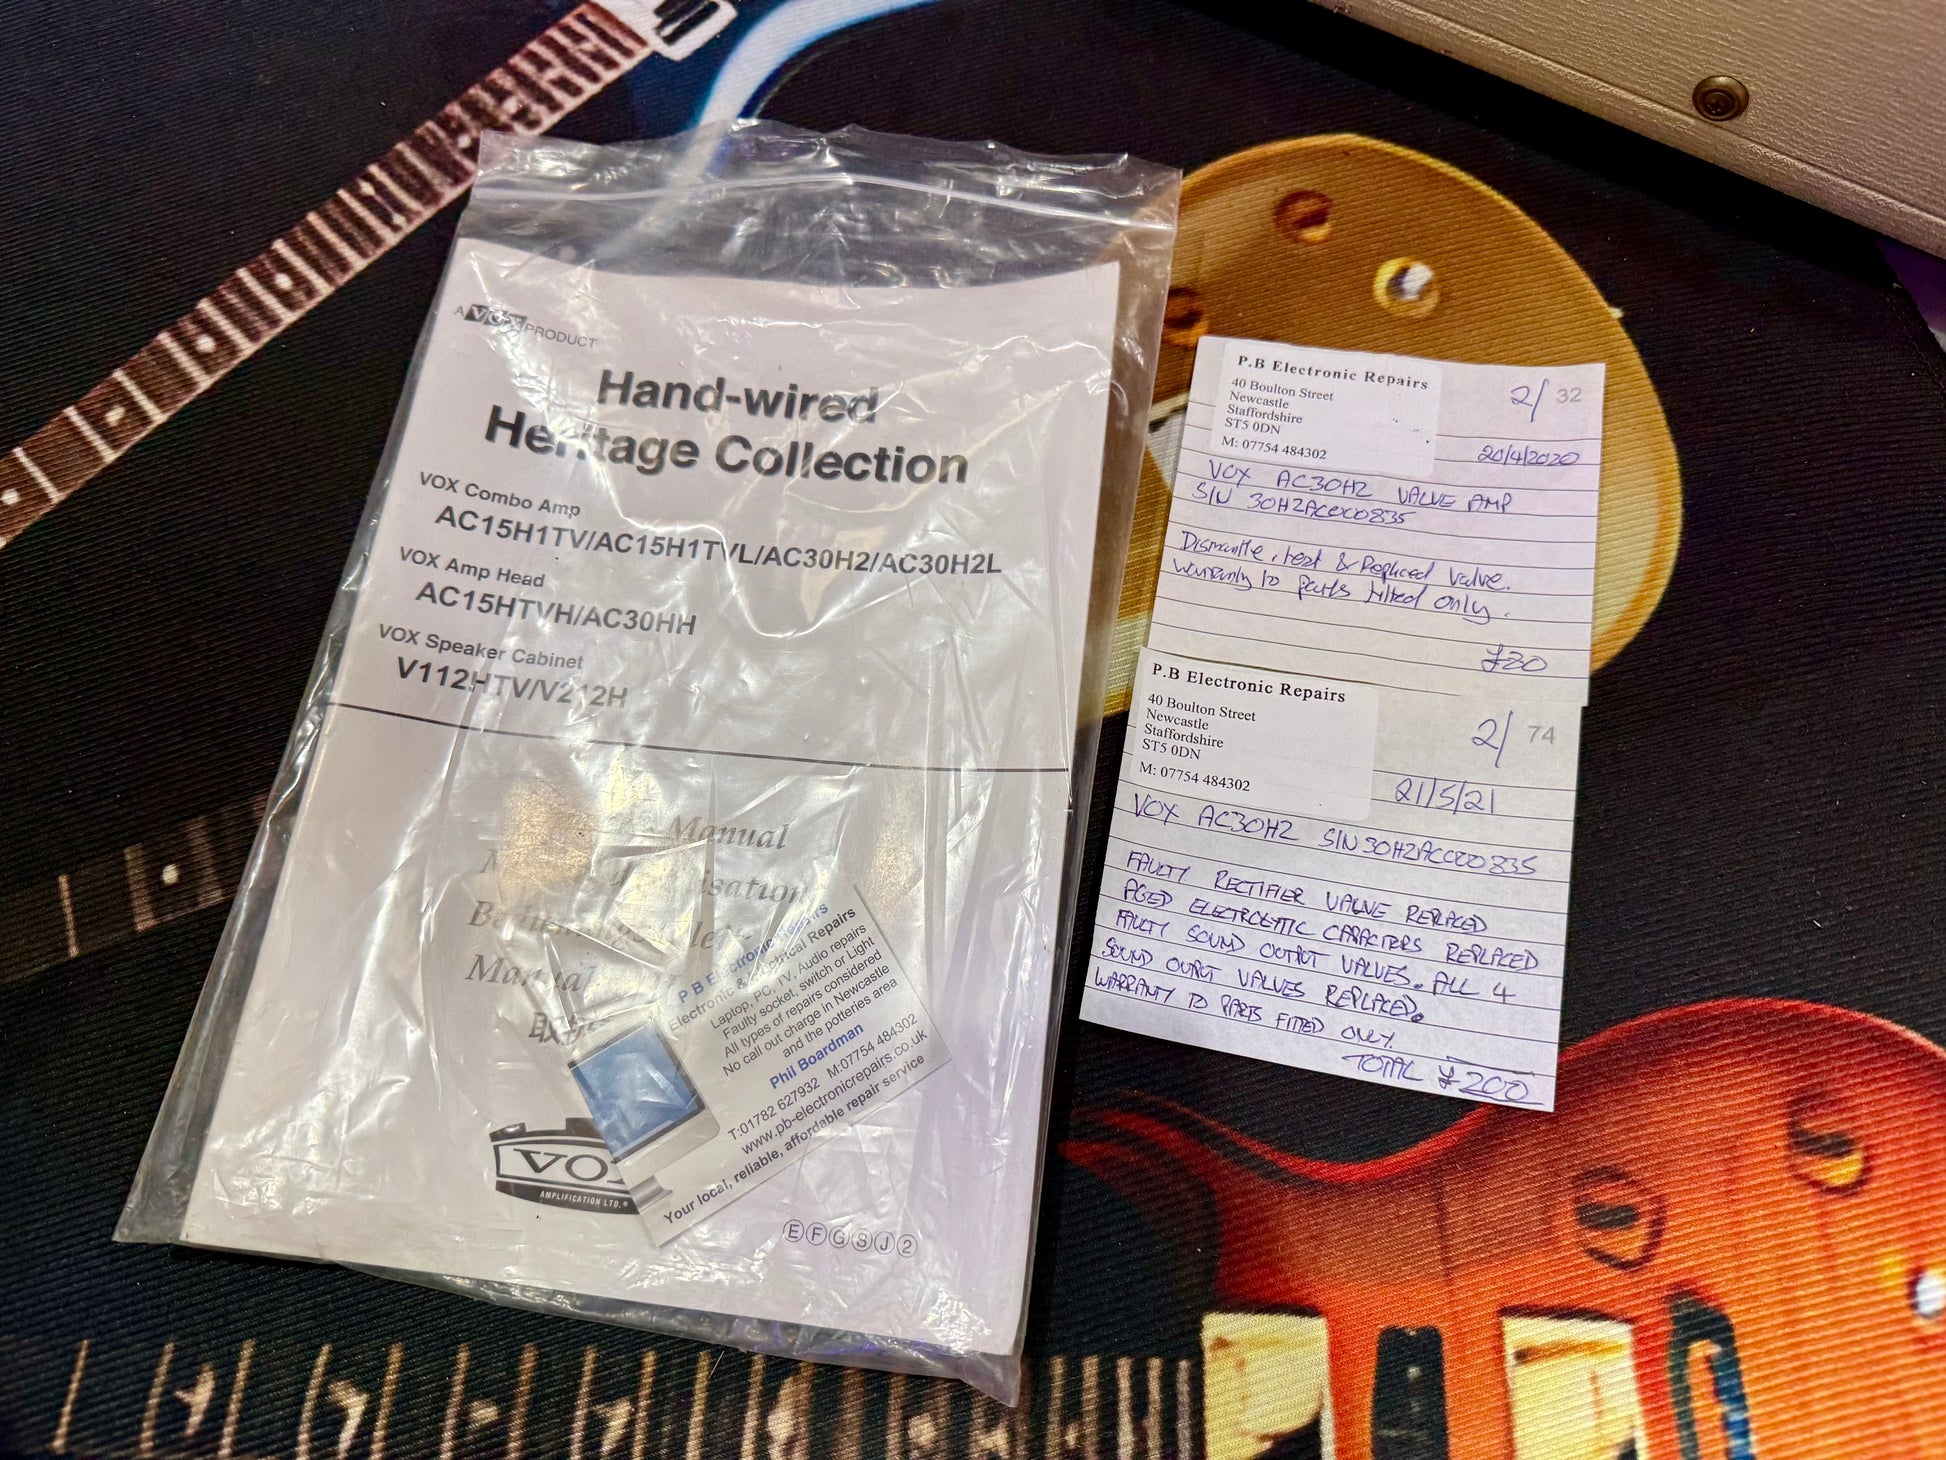 A VOX PRODUCT
Hand-wired
Heritage Collection
VOX Combo Amp
AC15H1TV/AC15H1TVL/AC30H2/AC30H2L
VOX Amp Head
AC15HTVH/AC30HH
VOX Speaker Cabinet
V112HTV/V212H
Manual
Manual
P B Electronic Repairs
Electronic & Electrical Repairs
Laptop, PC, TV, Audio repairs
Faulty socket, switch or Light
All types of repairs considered
No call out charge in Newcastle
and the potteries area
Phil Boardman
T:01782 627932 M:07754 484302
www.pb-electronicrepairs.co.uk
Your local, reliable, affordable repair service
VOX
AMPLIFICATION LTD.®
E F G S J 2
P.B Electronic Repairs
40 Boulton Street
Newcastle
Staffordshire
ST5 0DN
M: 07754 484302
2/ 32
20/4/2020
VOX AC30H2 VALVE AMP
S/N 30H2AC000835
Dismantle, test & Replaced valve.
Warranty to parts fitted only.
P.B Electronic Repairs
40 Boulton Street
Newcastle
Staffordshire
ST5 0DN
M: 07754 484302
2/ 74
21/5/21
VOX AC30H2 S/N 30H2AC000835
FAULTY RECTIFIER VALVE REPLACED
AGED ELECTROLYTIC CAPACITERS REPLACED
FAULTY SOUND OUTPUT VALVES. ALL 4
SOUND OUTPUT VALVES REPLACED.
WARRANTY TO PARTS FITTED ONLY.
TOTAL £200